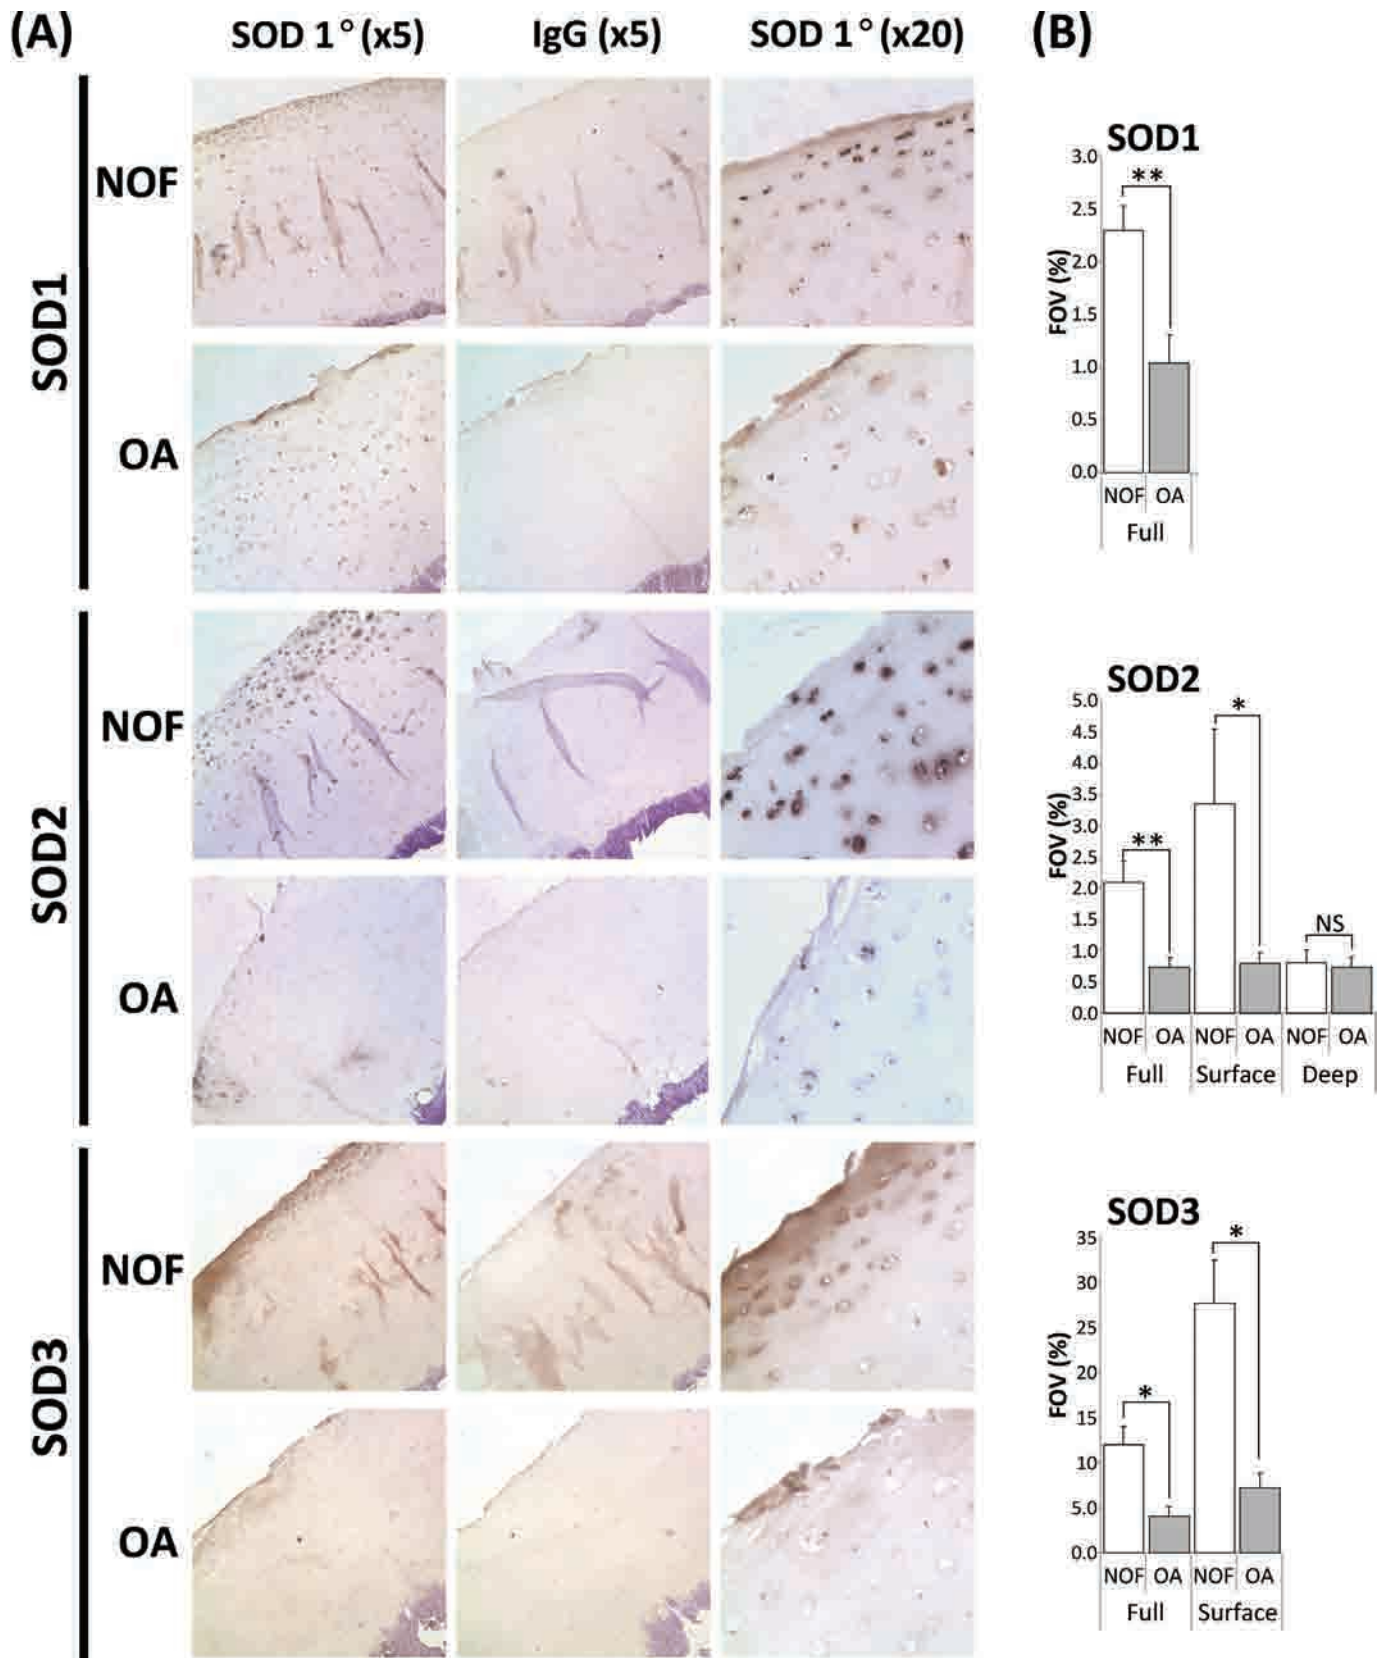 (A)
SOD 1° (x5) IgG (x5) SOD 1° (x20)
SOD1
NOF
OA
SOD2
NOF
OA
SOD3
NOF
OA
(B)
SOD1
FOV (%)
3.0
2.5
2.0
1.5
1.0
0.5
0.0
**
NOF OA
Full
SOD2
FOV (%)
5.0
4.5
4.0
3.5
3.0
2.5
2.0
1.5
1.0
0.5
0.0
** * NS
NOF OA NOF OA NOF OA
Full Surface Deep
SOD3
FOV (%)
35
30
25
20
15
10
5.0
0.0
* *
NOF OA NOF OA
Full Surface